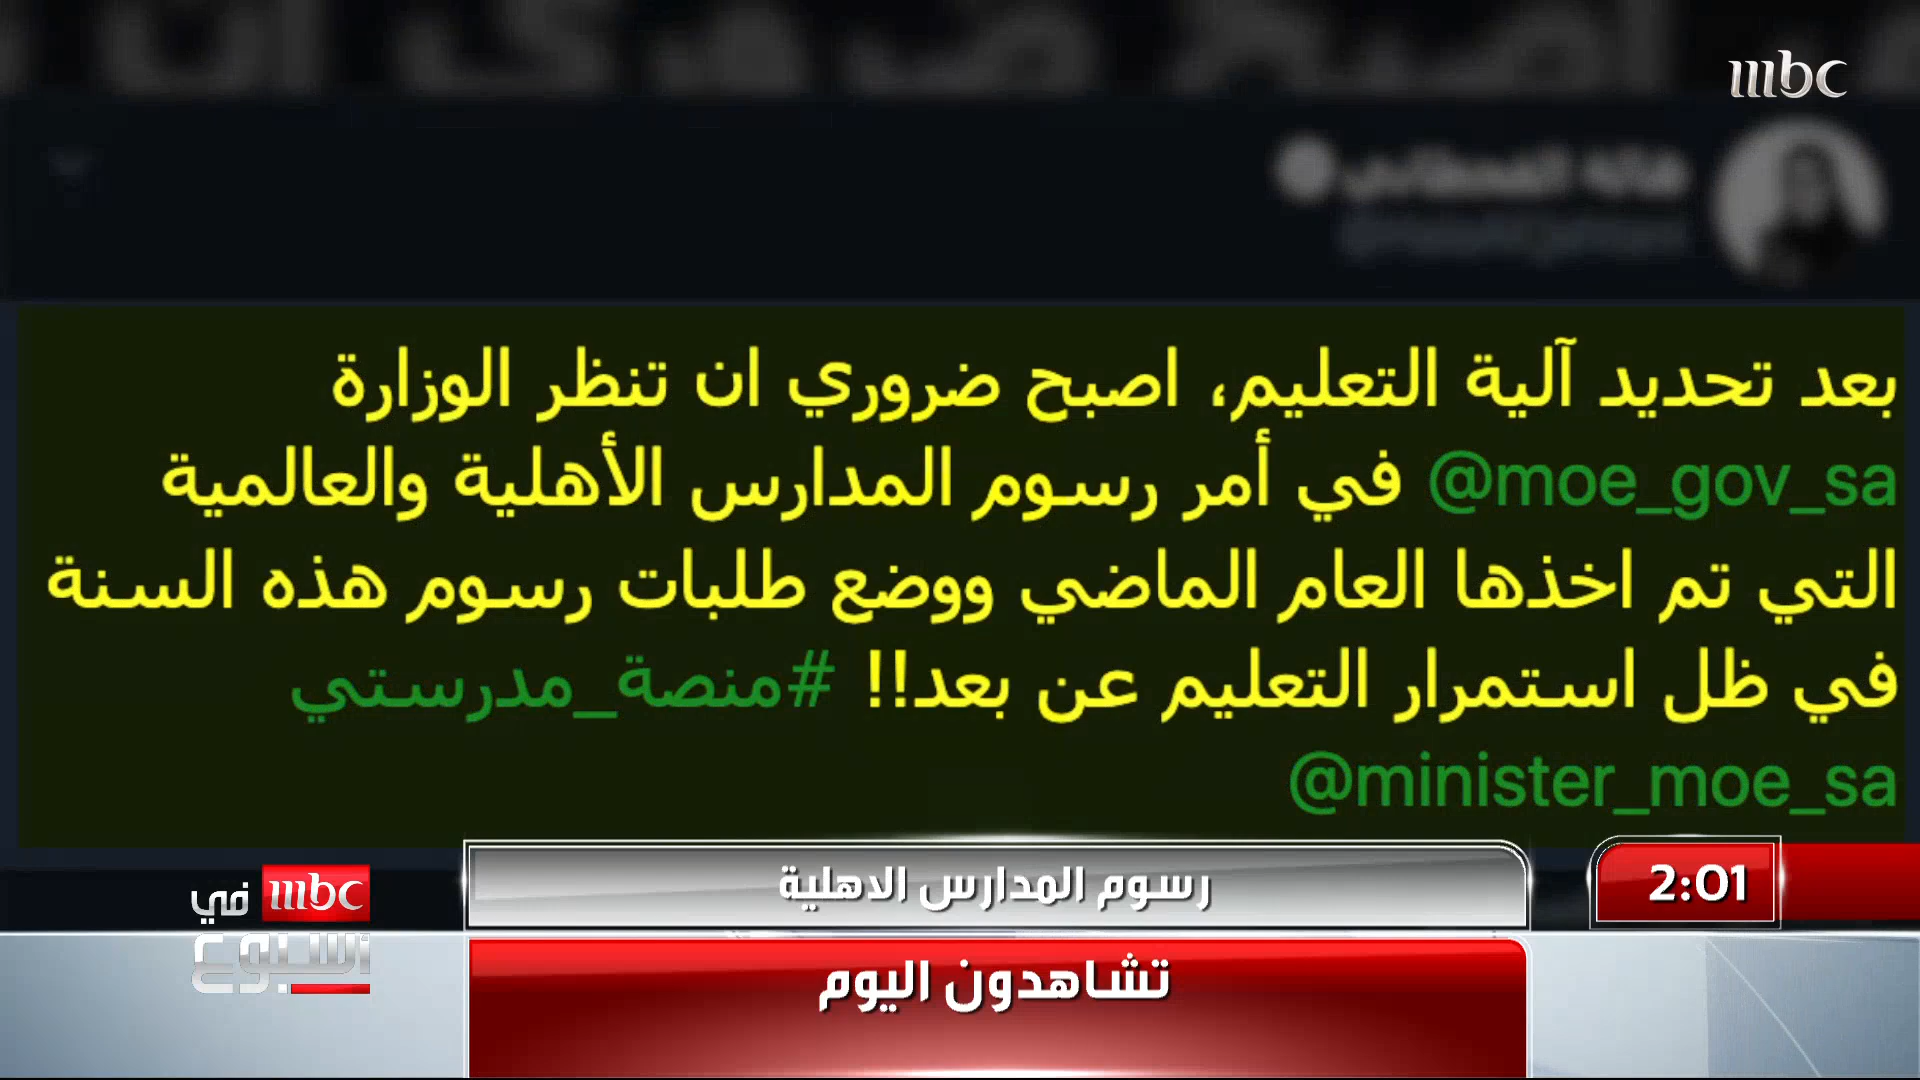 mbc
بعد تحديد آلية التعليم، اصبح ضروري ان تنظر الوزارة
@moe_gov_sa في أمر رسوم المدارس الأهلية والعالمية
التي تم اخذها العام الماضي ووضع طلبات رسوم هذه السنة
في ظل استمرار التعليم عن بعد!! #منصة_مدرستي
@minister_moe_sa
2:01
رسوم المدارس الاهلية
mbc في
أسبوع
تشاهدون اليوم